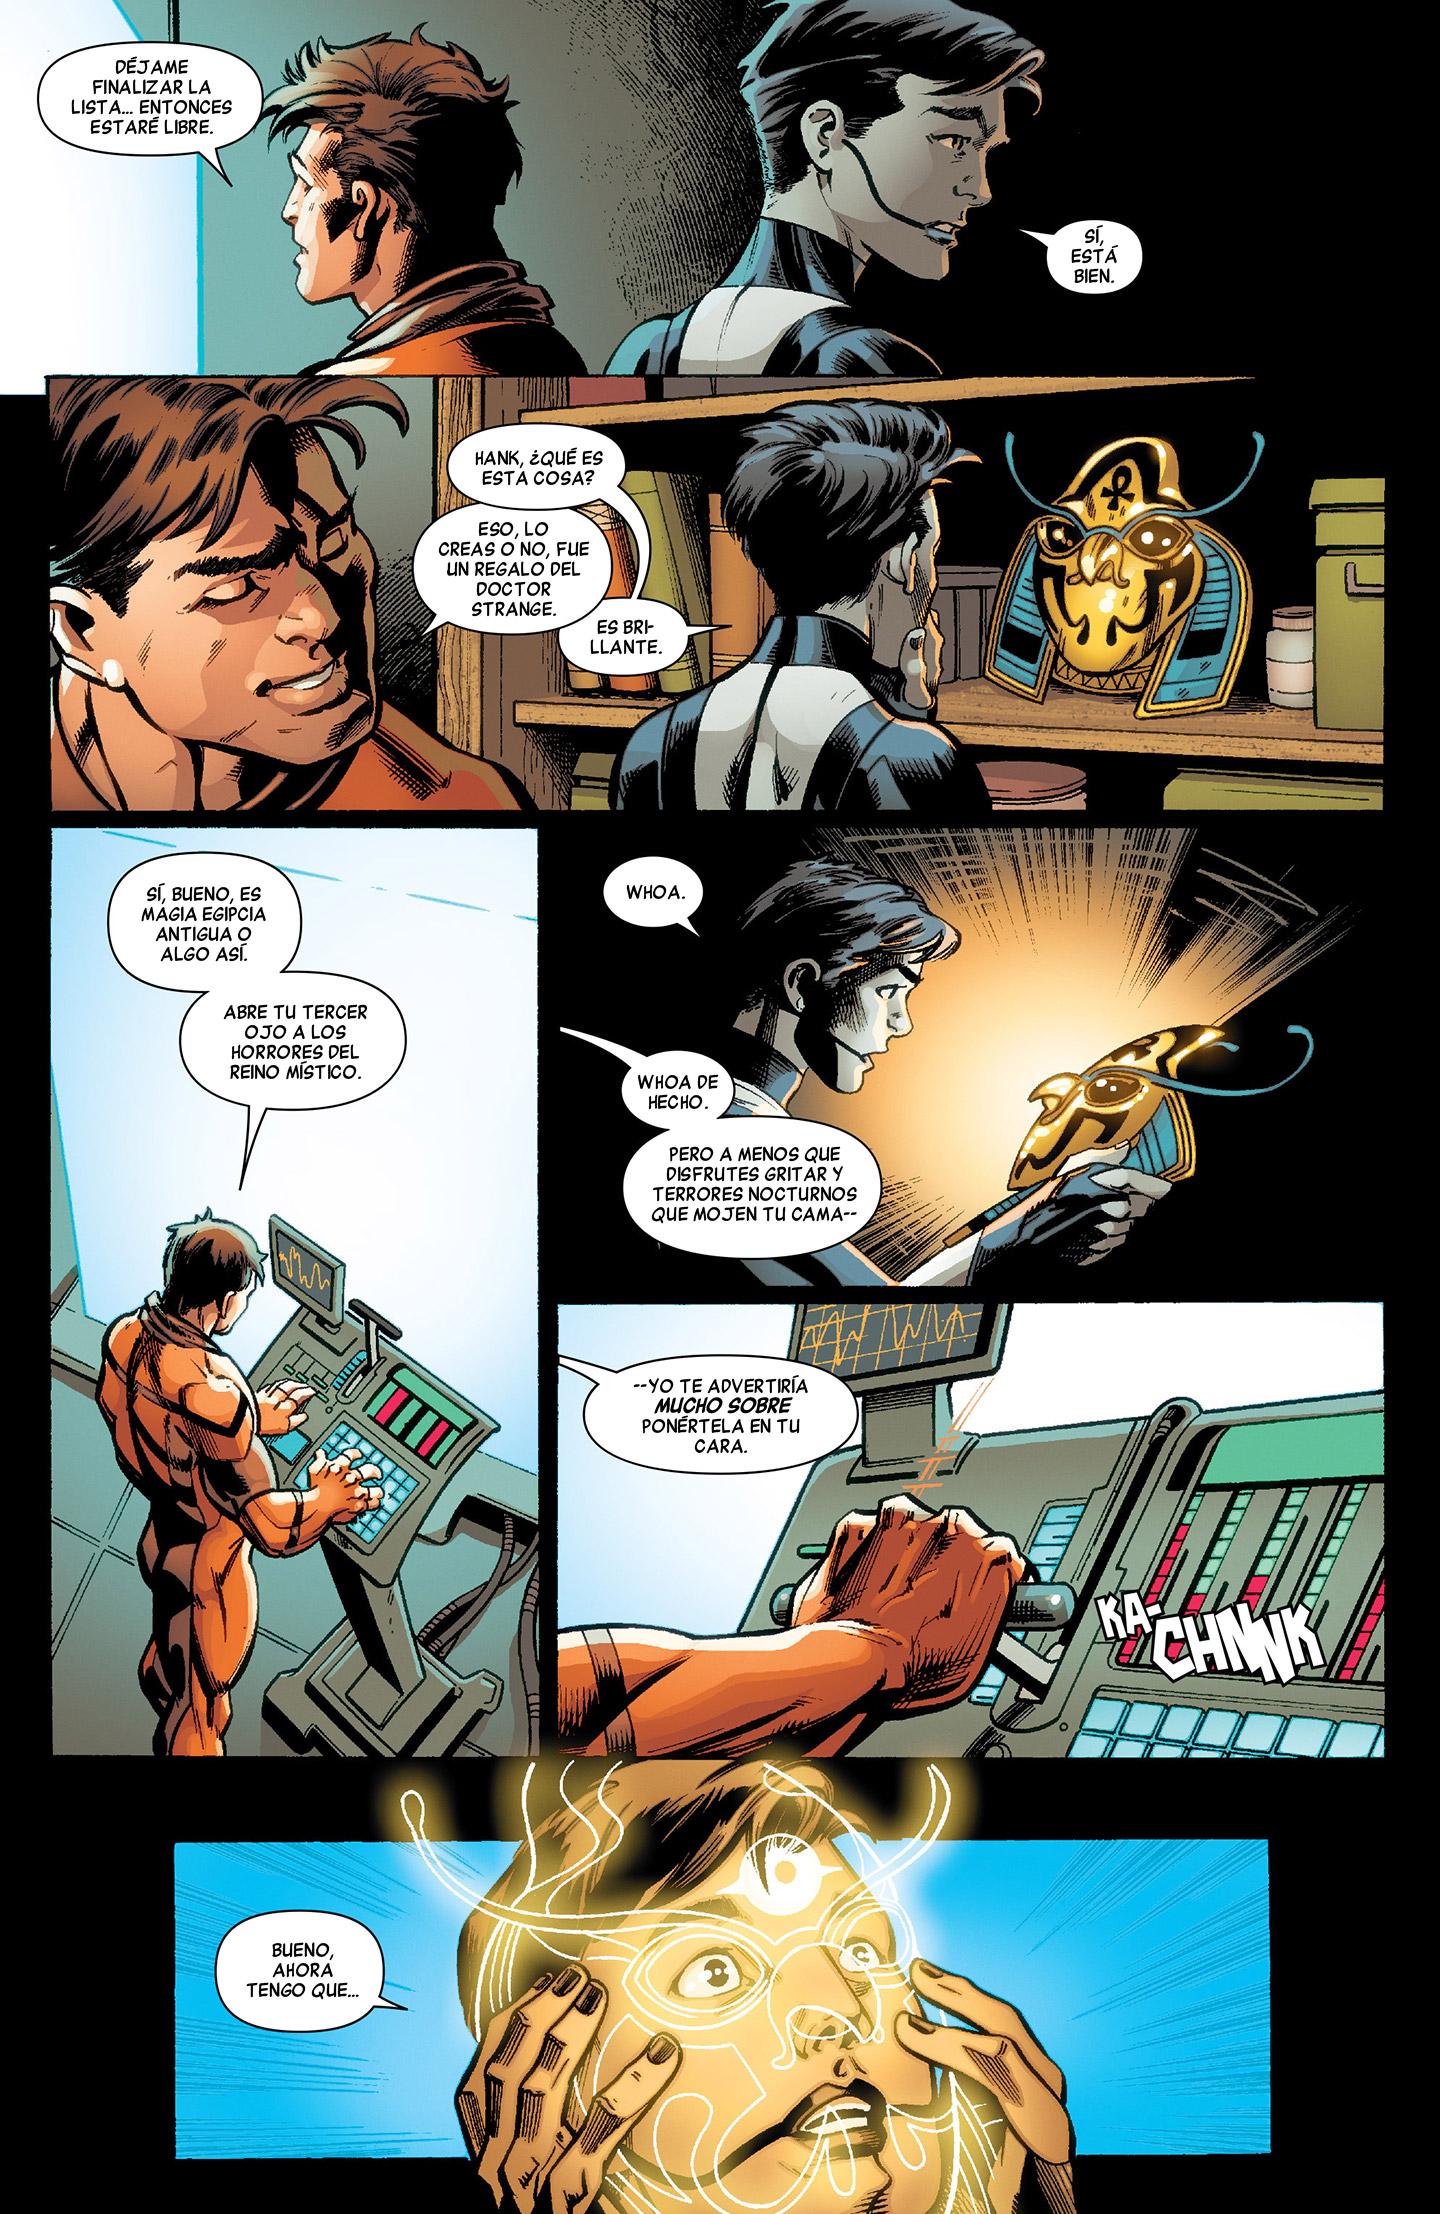 DÉJAME
FINALIZAR LA
LISTA... ENTONCES
ESTARÉ LIBRE.
SÍ,
ESTÁ
BIEN.
HANK, ¿QUÉ ES
ESTA COSA?
ESO, LO
CREAS O NO, FUE
UN REGALO DEL
DOCTOR
STRANGE.
ES BRI-
LLANTE.
SÍ, BUENO, ES
MAGIA EGIPCIA
ANTIGUA O
ALGO ASÍ.
ABRE TU TERCER
OJO A LOS
HORRORES DEL
REINO MÍSTICO.
WHOA.
WHOA DE
HECHO.
PERO A MENOS QUE
DISFRUTES GRITAR Y
TERRORES NOCTURNOS
QUE MOJEN TU CAMA--
--YO TE ADVERTIRÍA
MUCHO SOBRE
PONÉRTELA EN TU
CARA.
KA-
CHNNNK
BUENO,
AHORA
TENGO QUE...